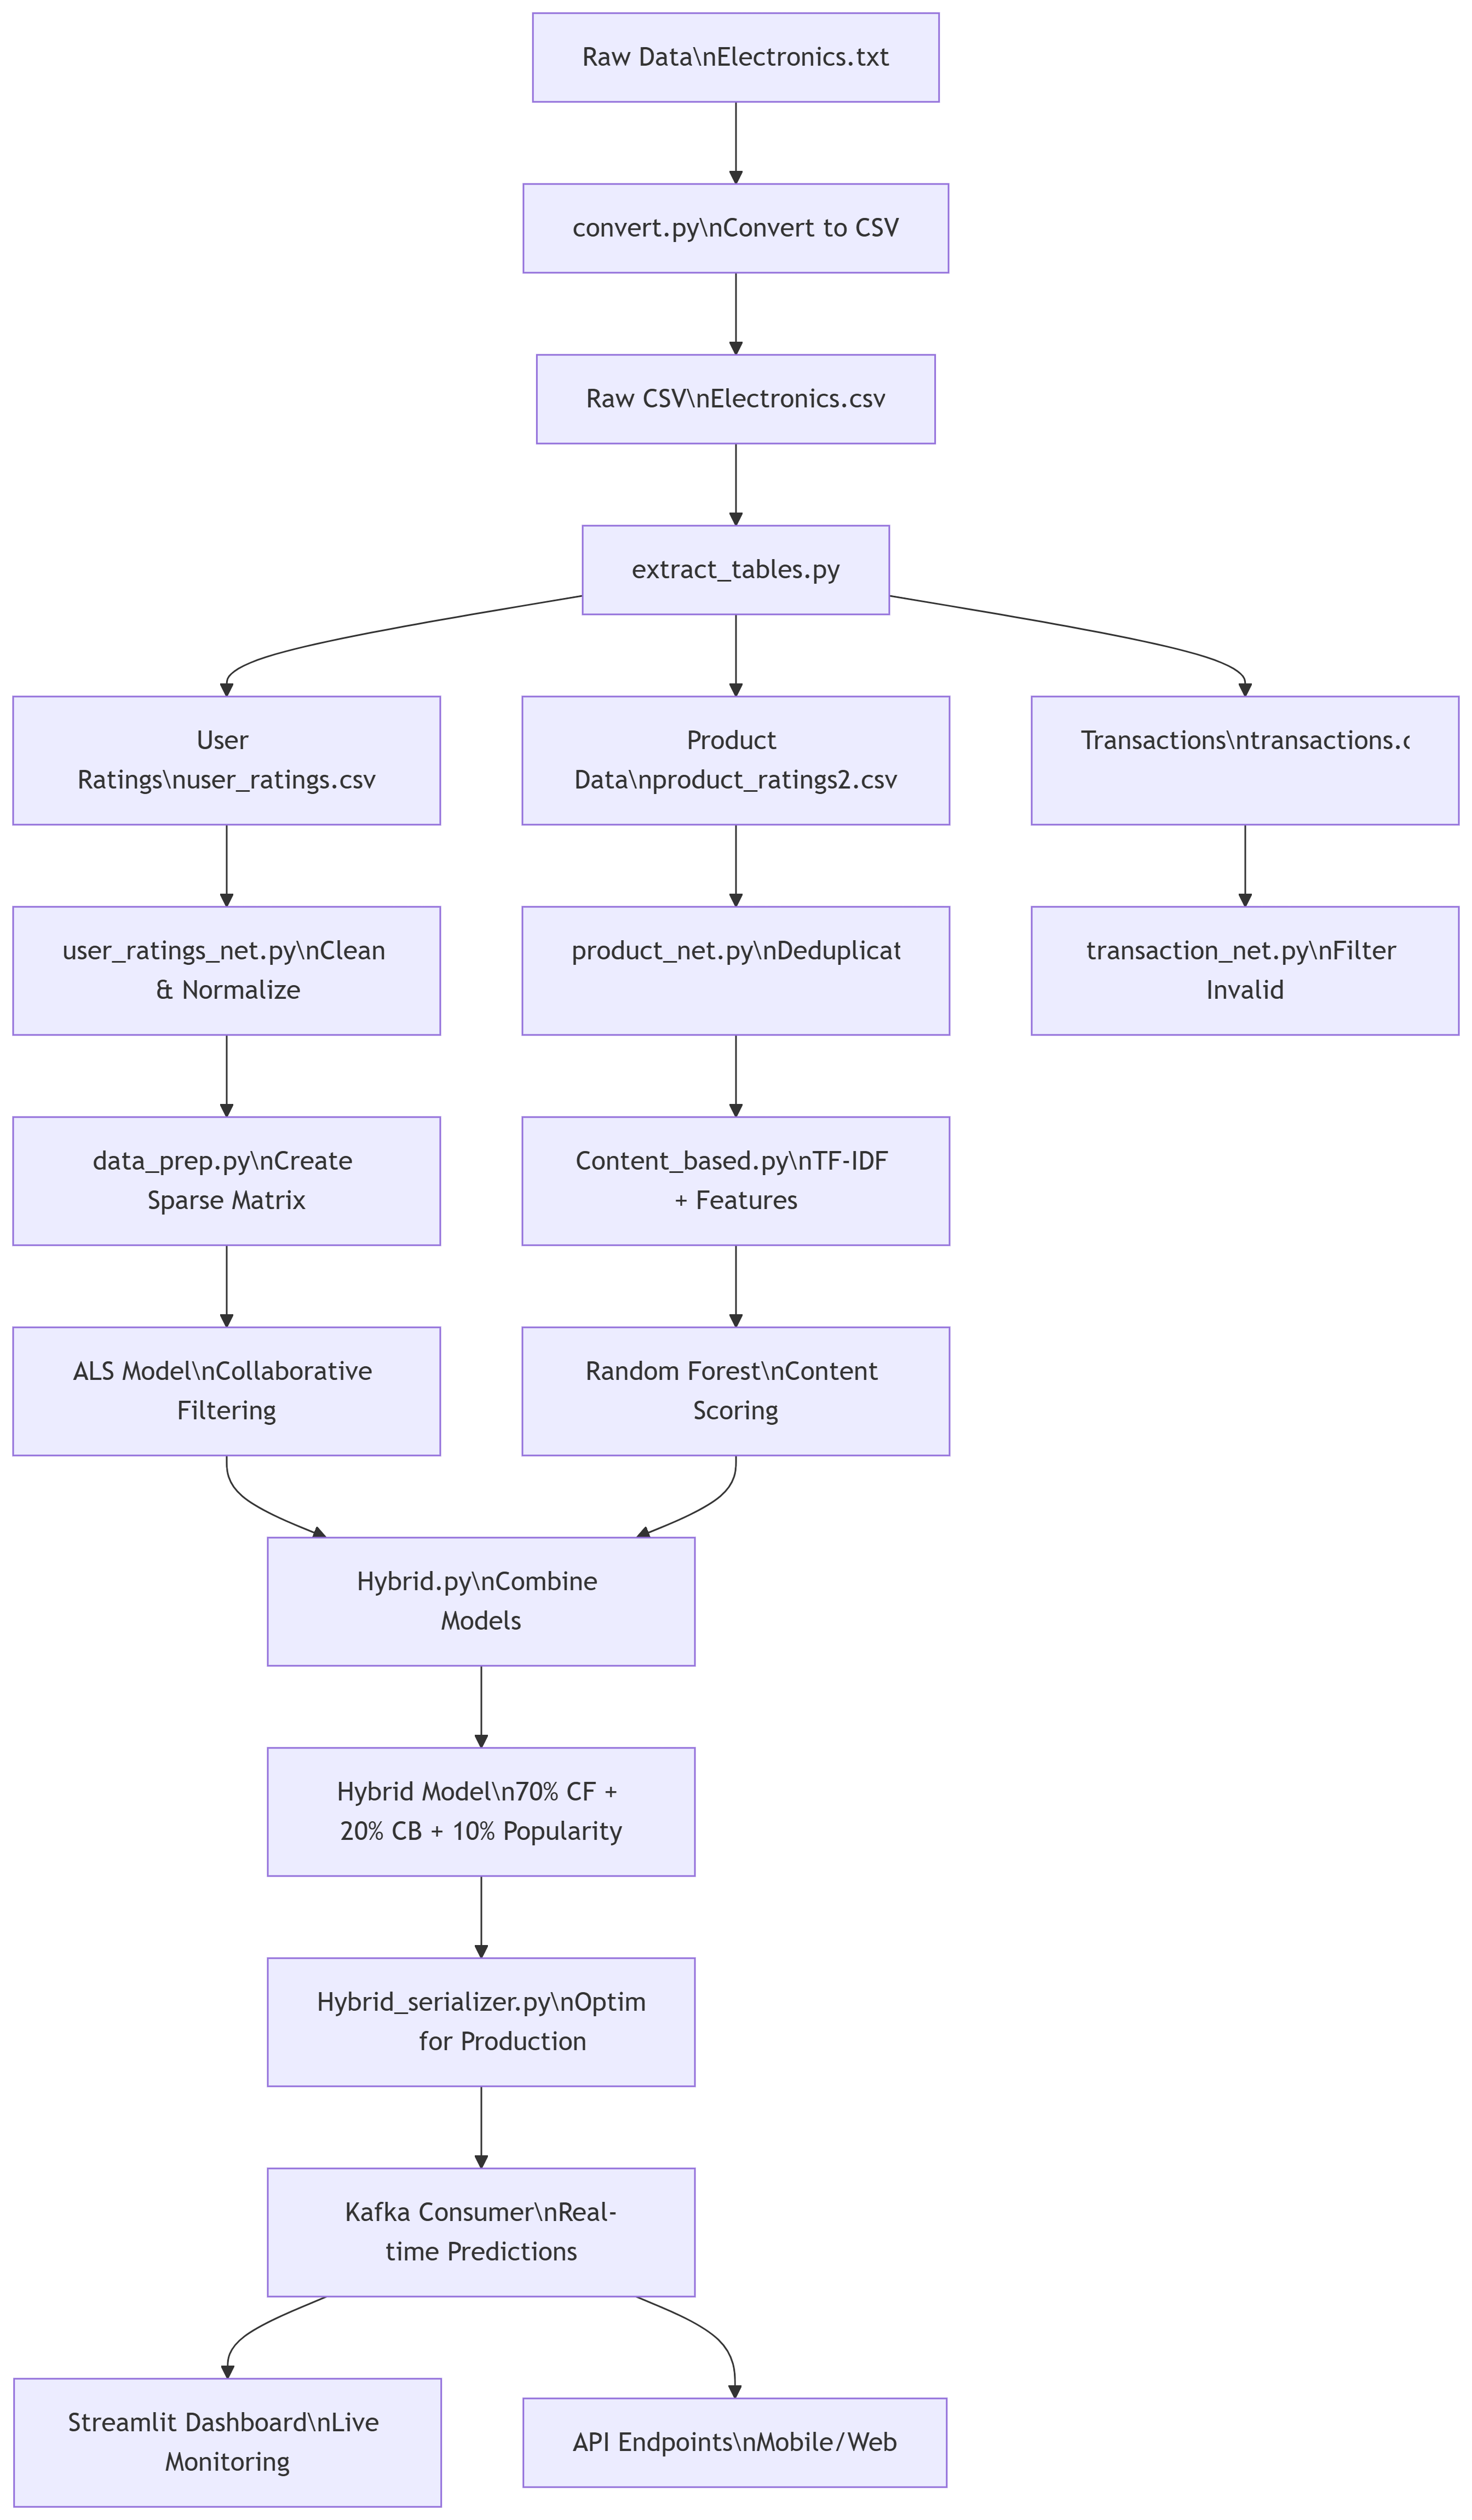 Raw Data\nElectronics.txt
convert.py\nConvert to CSV
Raw CSV\nElectronics.csv
extract_tables.py
User
Ratings\nuser_ratings.csv
Product
Data\nproduct_ratings2.csv
Transactions\ntransactions.c
user_ratings_net.py\nClean
& Normalize
product_net.py\nDeduplicat
transaction_net.py\nFilter
Invalid
data_prep.py\nCreate
Sparse Matrix
Content_based.py\nTF-IDF
+ Features
ALS Model\nCollaborative
Filtering
Random Forest\nContent
Scoring
Hybrid.py\nCombine
Models
Hybrid Model\n70% CF +
20% CB + 10% Popularity
Hybrid_serializer.py\nOptim
for Production
Kafka Consumer\nReal-
time Predictions
Streamlit Dashboard\nLive
Monitoring
API Endpoints\nMobile/Web